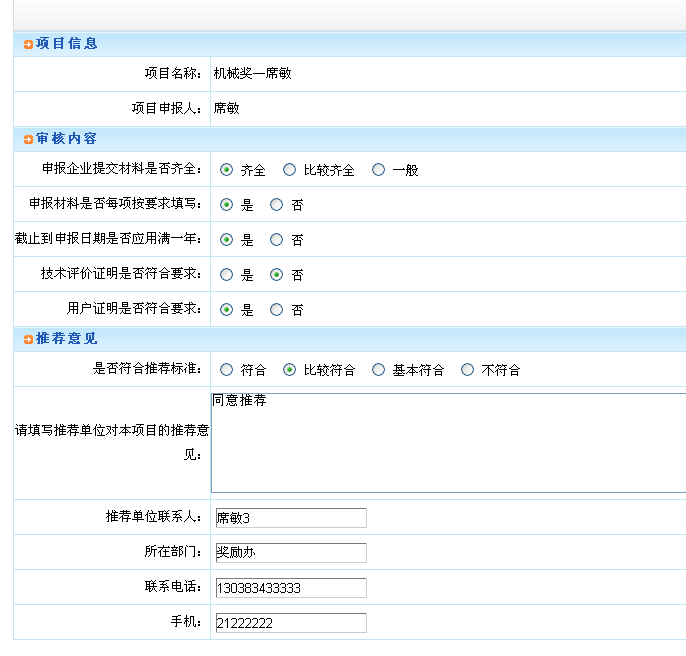 项目信息
项目名称： 机械奖—席敏
项目申报人： 席敏
审核内容
申报企业提交材料是否齐全： 齐全 比较齐全 一般
申报材料是否每项按要求填写： 是 否
截止到申报日期是否应用满一年： 是 否
技术评价证明是否符合要求： 是 否
用户证明是否符合要求： 是 否
推荐意见
是否符合推荐标准： 符合 比较符合 基本符合 不符合
同意推荐
请填写推荐单位对本项目的推荐意
见：
推荐单位联系人： 席敏3
所在部门： 奖励办
联系电话： 130383433333
手机： 21222222